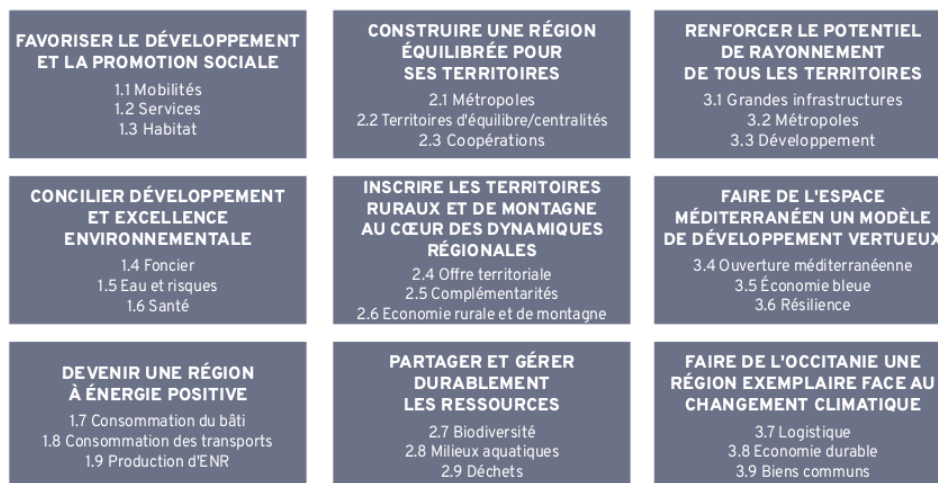 FAVORISER LE DÉVELOPPEMENT
ET LA PROMOTION SOCIALE
1.1 Mobilités
1.2 Services
1.3 Habitat
CONSTRUIRE UNE RÉGION
ÉQUILIBRÉE POUR
SES TERRITOIRES
2.1 Métropoles
2.2 Territoires d'équilibre/centralités
2.3 Coopérations
RENFORCER LE POTENTIEL
DE RAYONNEMENT
DE TOUS LES TERRITOIRES
3.1 Grandes infrastructures
3.2 Métropoles
3.3 Développement
CONCILIER DÉVELOPPEMENT
ET EXCELLENCE
ENVIRONNEMENTALE
1.4 Foncier
1.5 Eau et risques
1.6 Santé
INSCRIRE LES TERRITOIRES
RURAUX ET DE MONTAGNE
AU CŒUR DES DYNAMIQUES
RÉGIONALES
2.4 Offre territoriale
2.5 Complémentarités
2.6 Economie rurale et de montagne
FAIRE DE L'ESPACE
MÉDITERRANÉEN UN MODÈLE
DE DÉVELOPPEMENT VERTUEUX
3.4 Ouverture méditerranéenne
3.5 Économie bleue
3.6 Résilience
DEVENIR UNE RÉGION
À ÉNERGIE POSITIVE
1.7 Consommation du bâti
1.8 Consommation des transports
1.9 Production d'ENR
PARTAGER ET GÉRER
DURABLEMENT
LES RESSOURCES
2.7 Biodiversité
2.8 Milieux aquatiques
2.9 Déchets
FAIRE DE L'OCCITANIE UNE
RÉGION EXEMPLAIRE FACE AU
CHANGEMENT CLIMATIQUE
3.7 Logistique
3.8 Economie durable
3.9 Biens communs